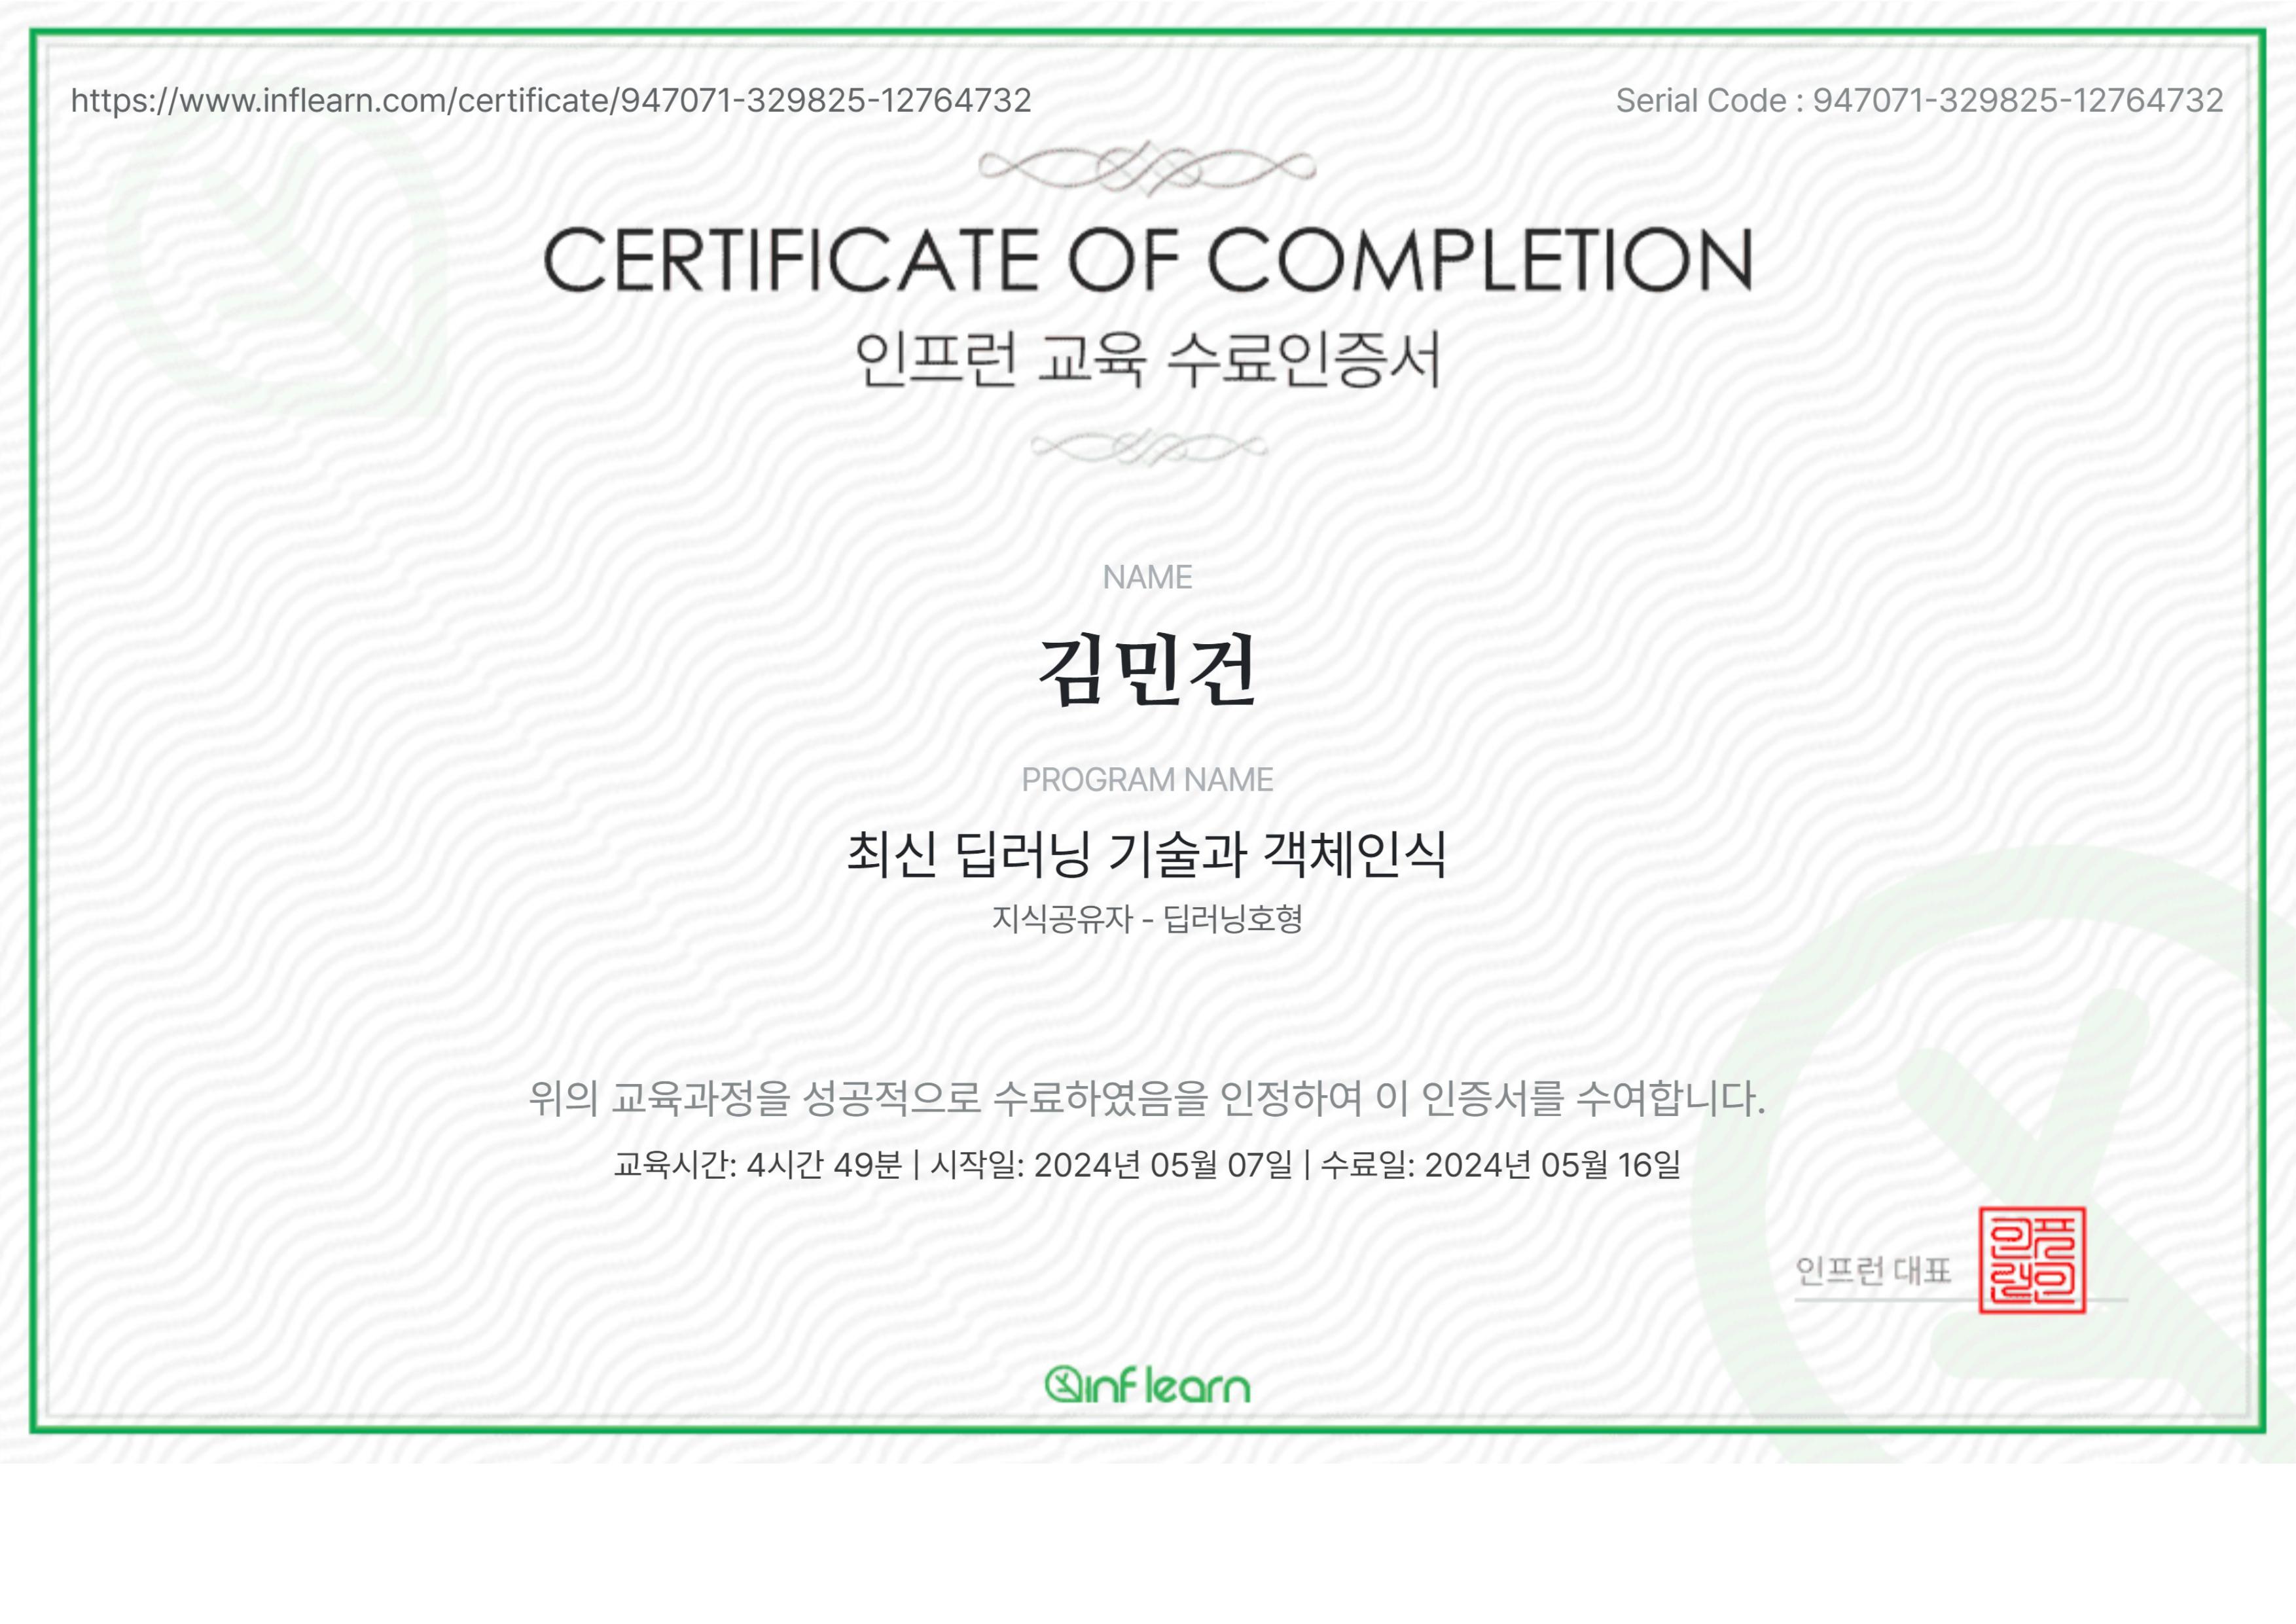 https://www.inflearn.com/certificate/947071-329825-12764732
Serial Code : 947071-329825-12764732
CERTIFICATE OF COMPLETION
인프런 교육 수료인증서
NAME
김민건
PROGRAM NAME
최신 딥러닝 기술과 객체인식
지식공유자 - 딥러닝호형
위의 교육과정을 성공적으로 수료하였음을 인정하여 이 인증서를 수여합니다.
교육시간: 4시간 49분 | 시작일: 2024년 05월 07일 | 수료일: 2024년 05월 16일
인프런 대표
인프런인
inflearn